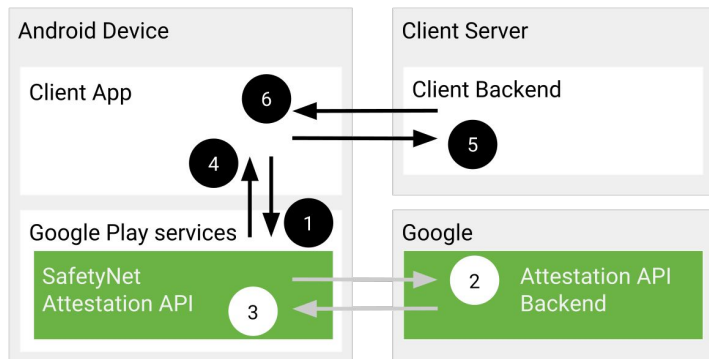 Android Device
Client App
6
4
1
Google Play services
SafetyNet
Attestation API
3
Client Server
Client Backend
5
Google
2
Attestation API
Backend